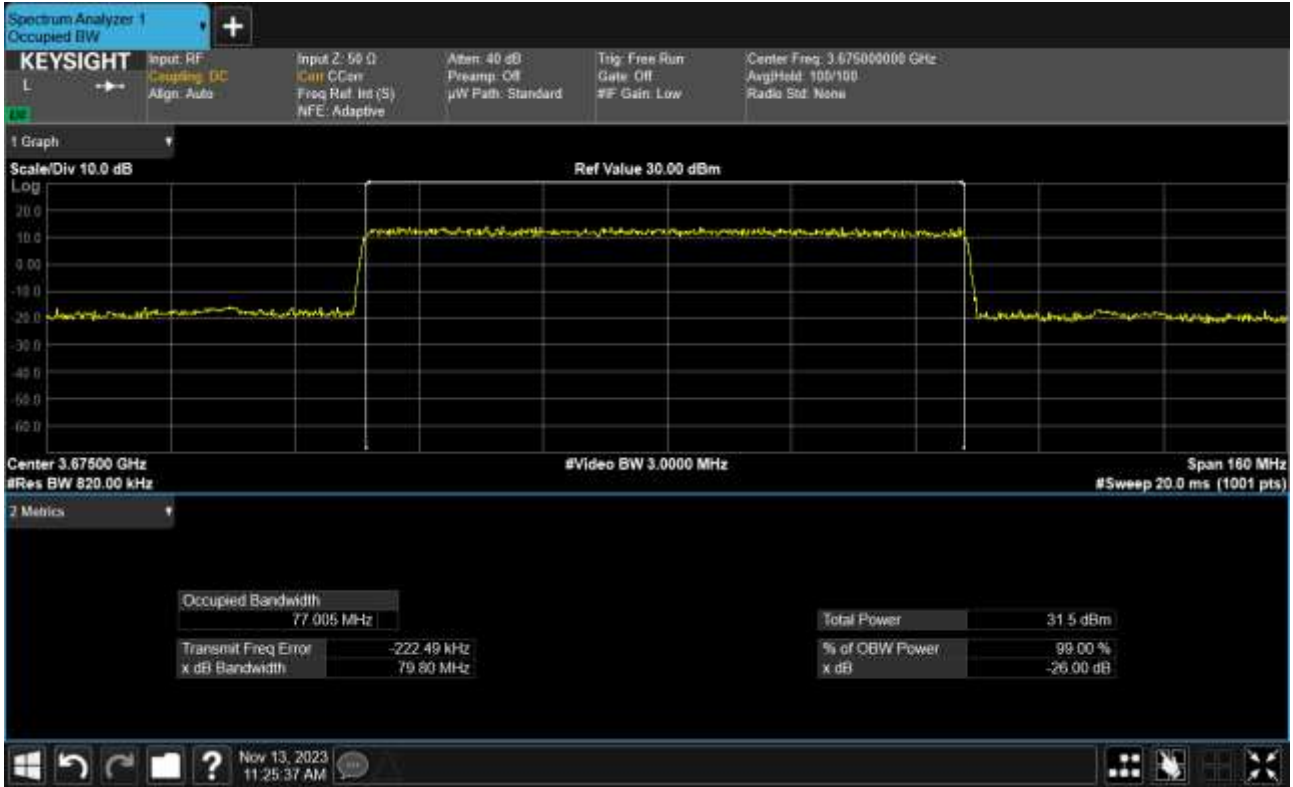 Spectrum Analyzer 1
Occupied BW
+
KEYSIGHT
L
Input: RF
Coupling: DC
Align: Auto
Input Z: 50 Ω
Corr CCorr
Freq Ref: Int (S)
NFE: Adaptive
Atten: 40 dB
Preamp: Off
µW Path: Standard
Trig: Free Run
Gate: Off
#IF Gain: Low
Center Freq: 3.675000000 GHz
Avg|Hold: 100/100
Radio Std: None
1 Graph
Scale/Div 10.0 dB
Ref Value 30.00 dBm
Log
20.0
10.0
0.00
-10.0
-20.0
-30.0
-40.0
-50.0
-60.0
Center 3.67500 GHz
#Video BW 3.0000 MHz
Span 160 MHz
#Res BW 820.00 kHz
#Sweep 20.0 ms (1001 pts)
2 Metrics
Occupied Bandwidth
77.005 MHz
Total Power 31.5 dBm
Transmit Freq Error -222.49 kHz
% of OBW Power 99.00 %
x dB Bandwidth 79.80 MHz
x dB -26.00 dB
?
Nov 13, 2023
11:25:37 AM